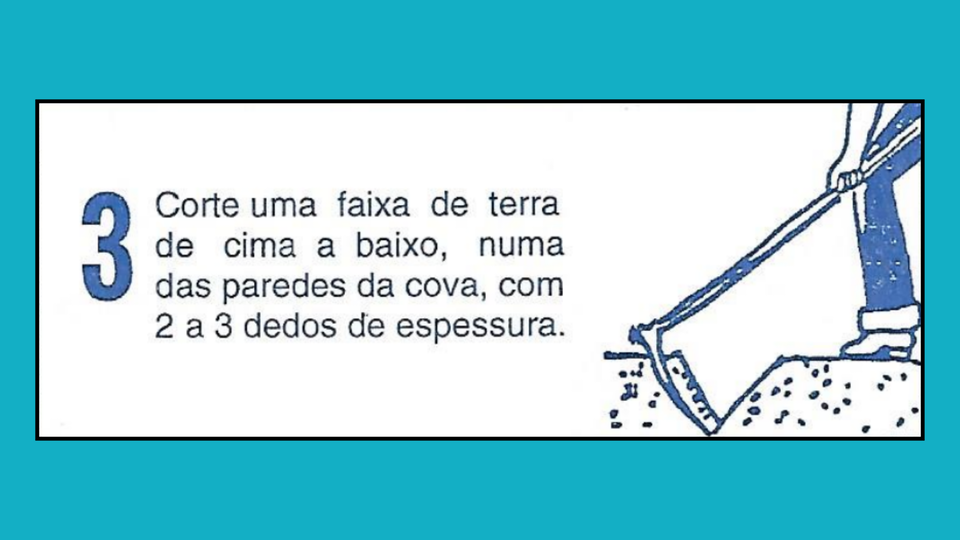 3
Corte uma faixa de terra
de cima a baixo, numa
das paredes da cova, com
2 a 3 dedos de espessura.